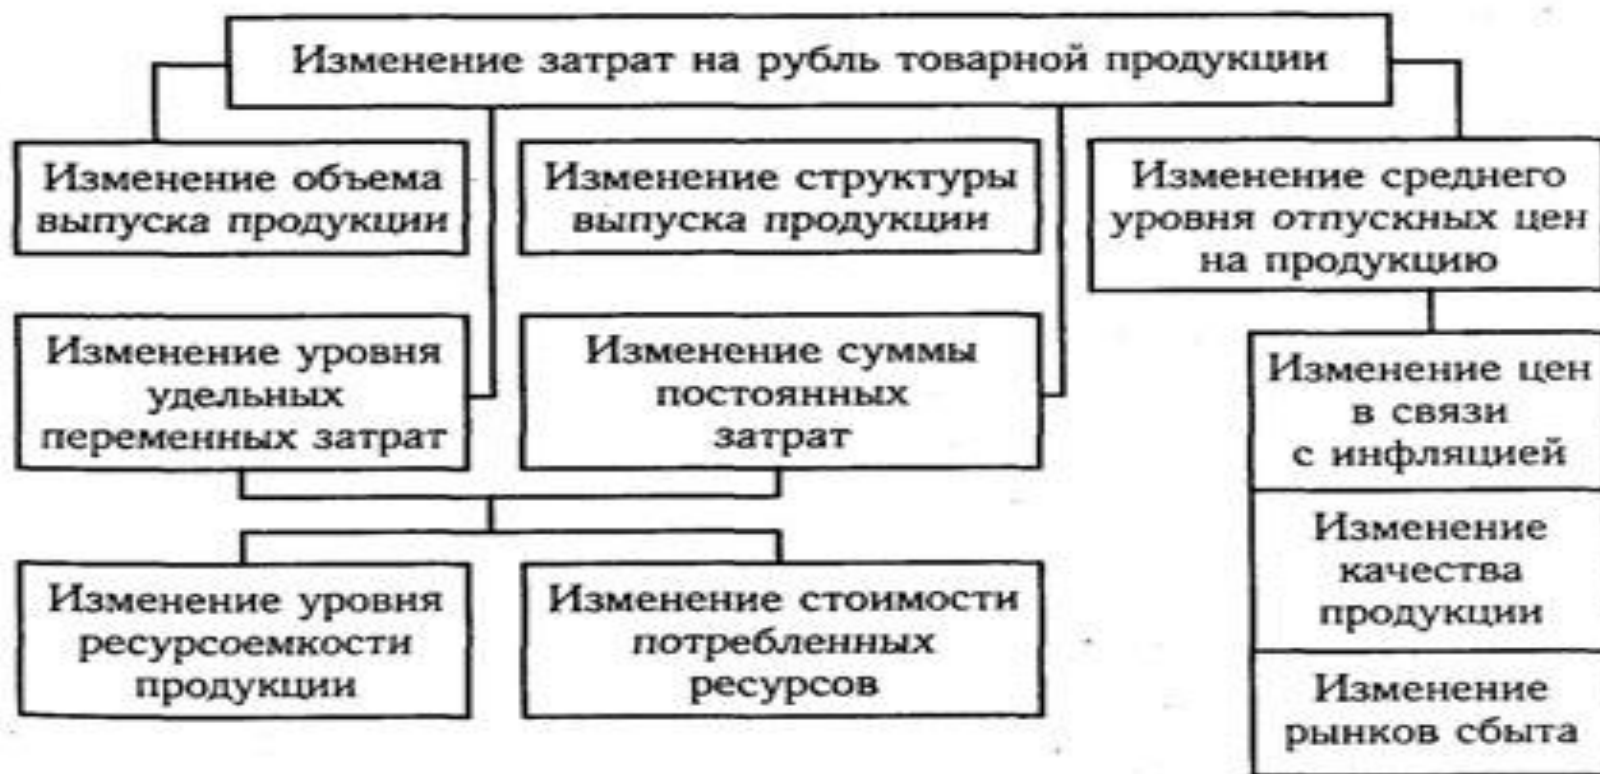 Изменение затрат на рубль товарной продукции
Изменение объема
выпуска продукции
Изменение структуры
выпуска продукции
Изменение среднего
уровня отпускных цен
на продукцию
Изменение уровня
удельных
переменных затрат
Изменение суммы
постоянных
затрат
Изменение цен
в связи
с инфляцией
Изменение
качества
продукции
Изменение
рынков сбыта
Изменение уровня
ресурсоемкости
продукции
Изменение стоимости
потребленных
ресурсов